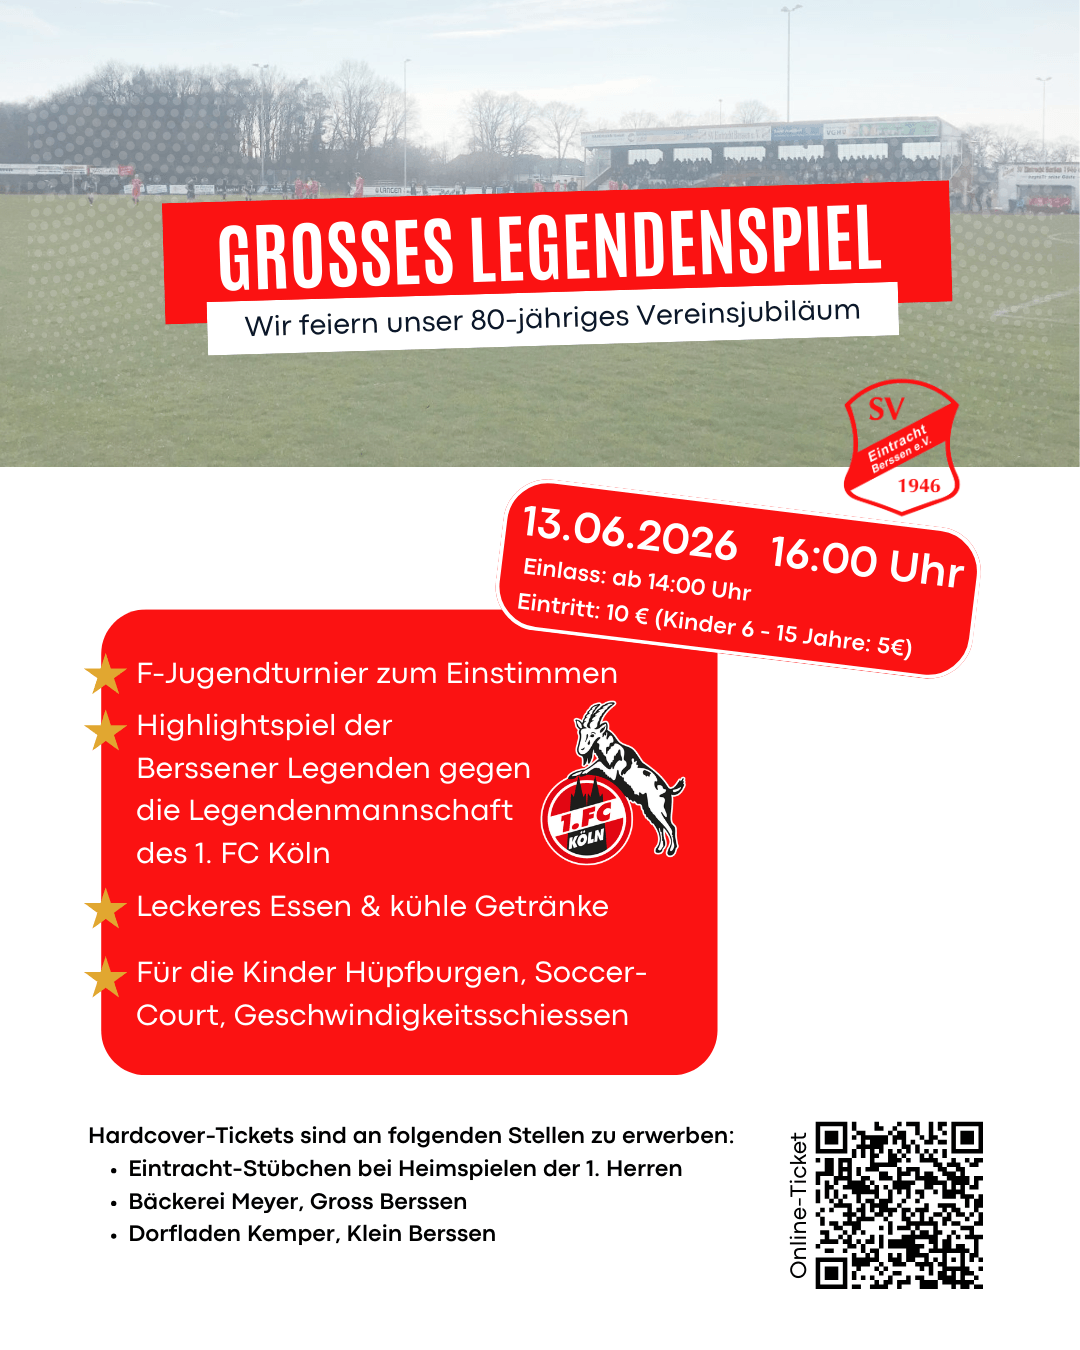 GROSSES LEGENDENSPIEL
Wir feiern unser 80-jähriges Vereinsjubiläum
SV
Eintracht
Berssen e.V.
1946
13.06.2026 16:00 Uhr
Einlass: ab 14:00 Uhr
Eintritt: 10 € (Kinder 6 - 15 Jahre: 5€)
F-Jugendturnier zum Einstimmen
Highlightspiel der
Berssener Legenden gegen
die Legendenmannschaft
des 1. FC Köln
1.FC
KÖLN
Leckeres Essen & kühle Getränke
Für die Kinder Hüpfburgen, Soccer-
Court, Geschwindigkeitsschiessen
Hardcover-Tickets sind an folgenden Stellen zu erwerben:
• Eintracht-Stübchen bei Heimspielen der 1. Herren
• Bäckerei Meyer, Gross Berssen
• Dorfladen Kemper, Klein Berssen
Online-Ticket